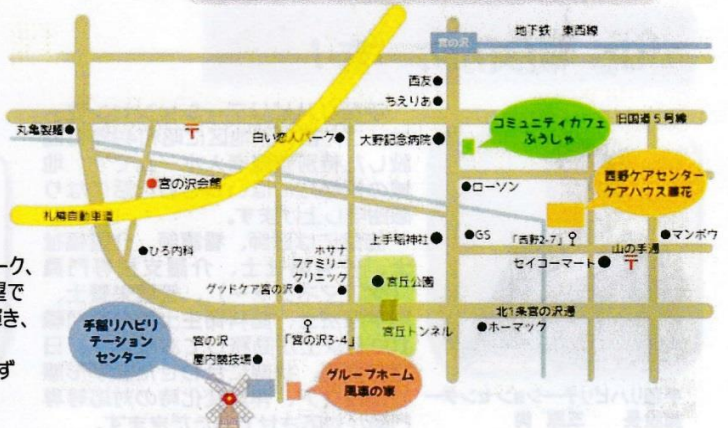 地下鉄 東西線
宮の沢
西友
ちえりあ
旧国道5号線
丸亀製麺
白い恋人パーク
大野記念病院
コミュニティカフェ
ふうしゃ
宮の沢会館
ローソン
西野ケアセンター
ケアハウス藤花
札幌自動車道
上手稲神社
GS
「西野2-7」
マンボウ
山の手通
セイコーマート
ひろ内科
ホサナ
ファミリー
クリニック
グッドケア宮の沢
宮丘公園
ーク、
望で
き、
ず
北1条宮の沢通
手稲リハビリ
テーション
センター
宮の沢
屋内競技場
「宮の沢3-4」
宮丘トンネル
ホーマック
グループホーム
風車の家